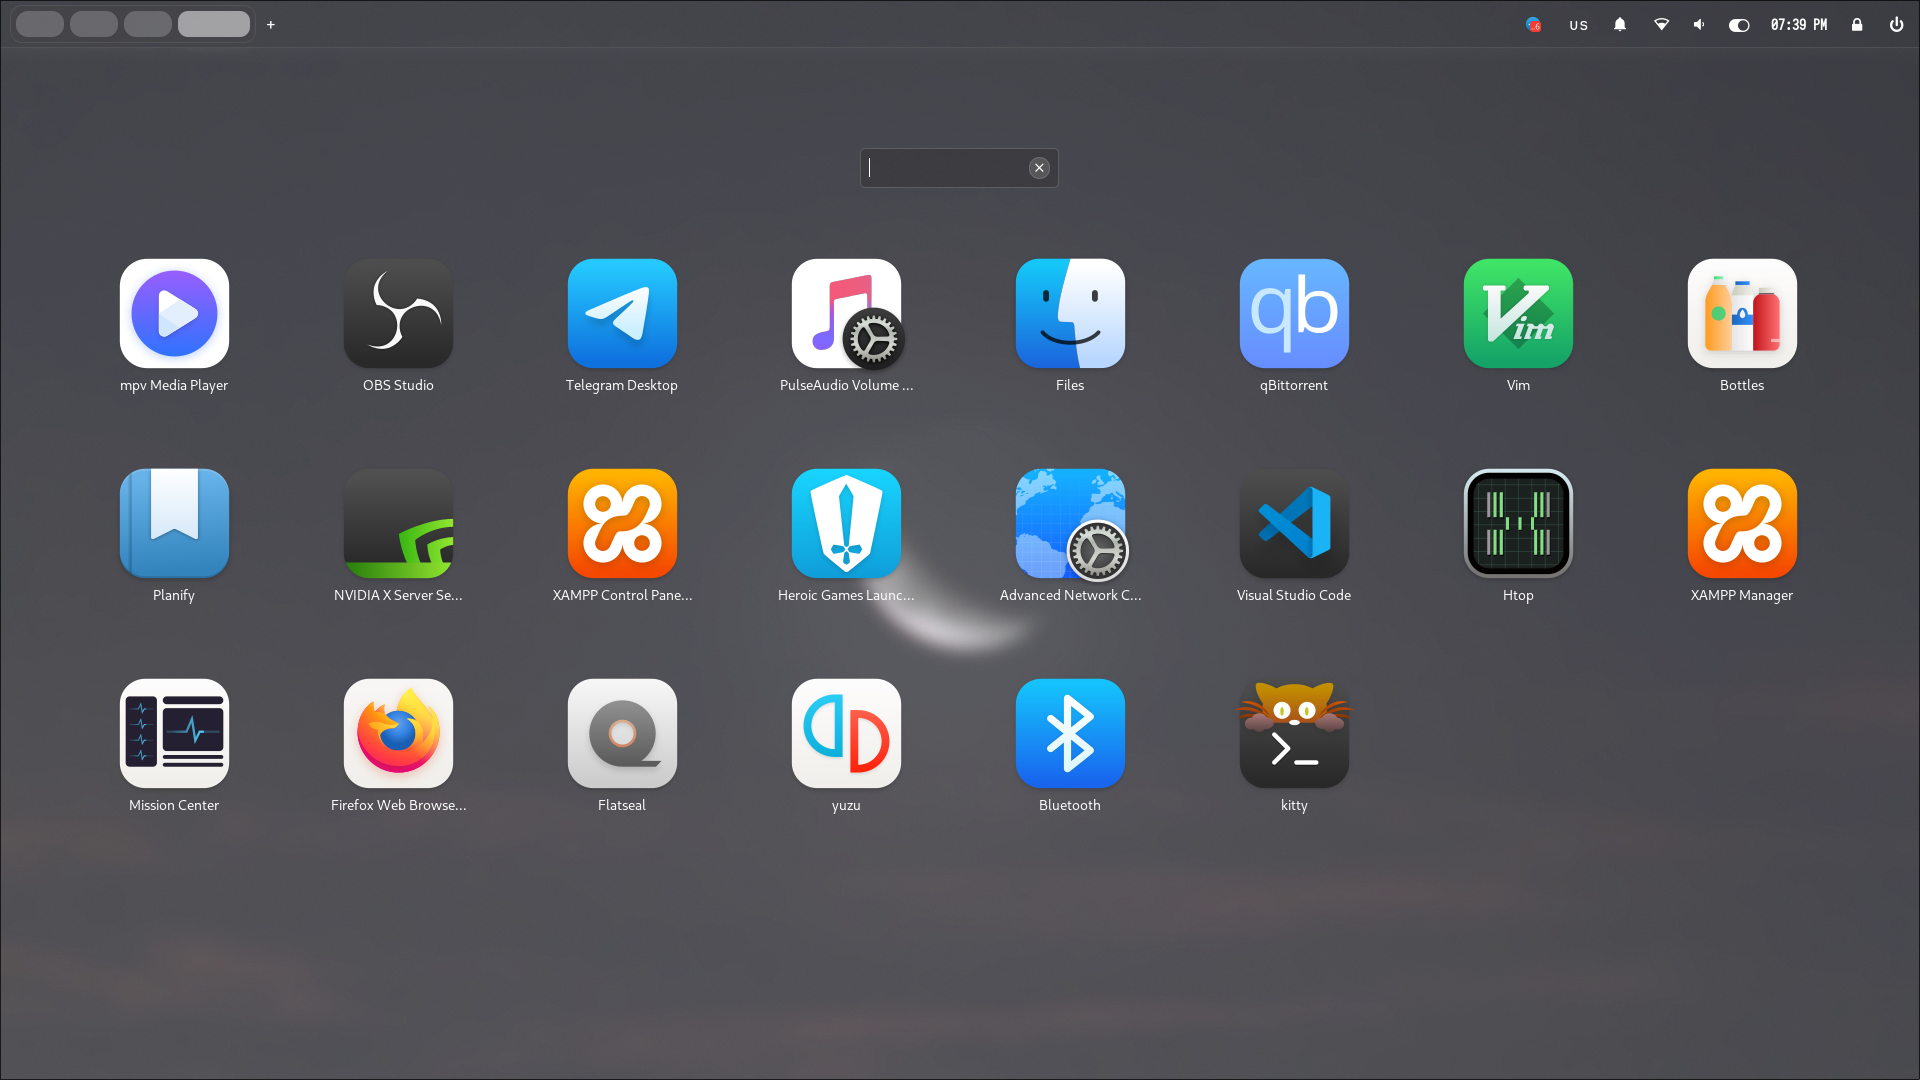 +
US
07:39 PM
mpv Media Player
OBS Studio
Telegram Desktop
PulseAudio Volume ...
Files
qb
qBittorrent
Vim
Vim
Bottles
Planify
NVIDIA X Server Se...
XAMPP Control Pane...
Heroic Games Launc...
Advanced Network C...
Visual Studio Code
Htop
XAMPP Manager
Mission Center
Firefox Web Browse...
Flatseal
yuzu
Bluetooth
kitty